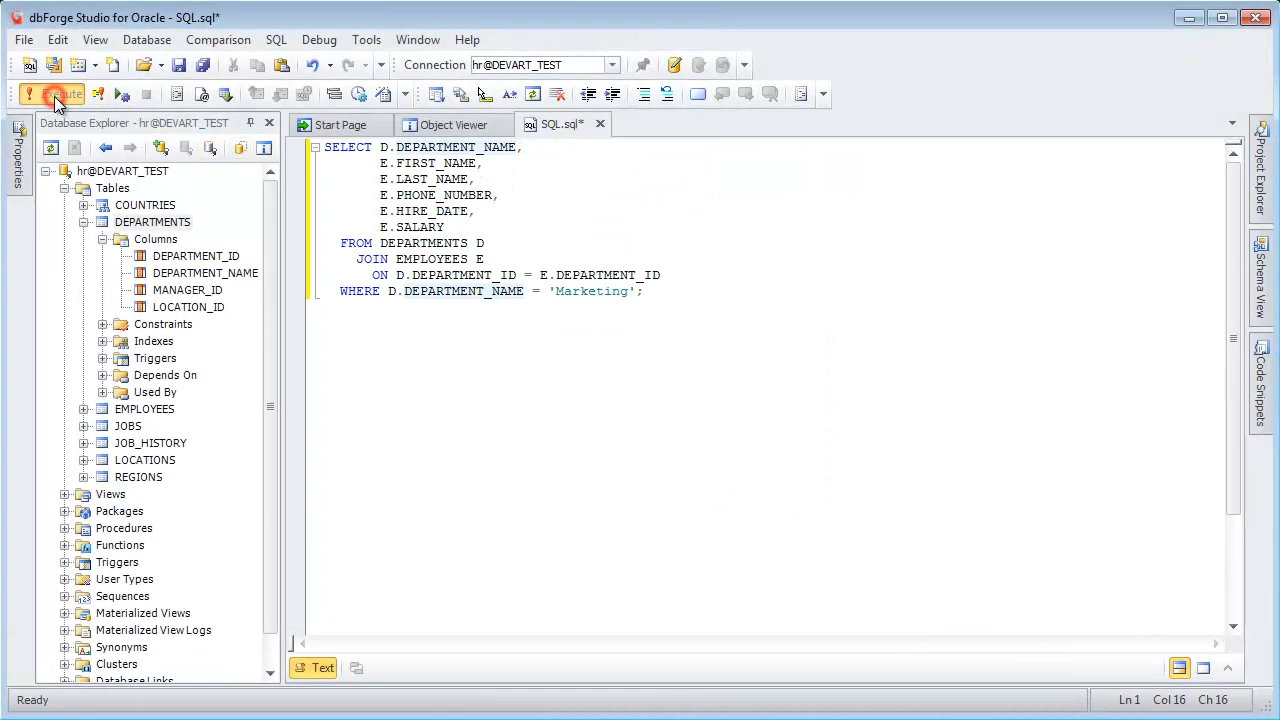 dbForge Studio for Oracle - SQL.sql*
File Edit View Database Comparison SQL Debug Tools Window Help
Connection hr@DEVART_TEST
Execute
Database Explorer - hr@DEVART_TEST
Start Page Object Viewer SQL.sql*
Properties
hr@DEVART_TEST
Tables
COUNTRIES
DEPARTMENTS
Columns
DEPARTMENT_ID
DEPARTMENT_NAME
MANAGER_ID
LOCATION_ID
Constraints
Indexes
Triggers
Depends On
Used By
EMPLOYEES
JOBS
JOB_HISTORY
LOCATIONS
REGIONS
Views
Packages
Procedures
Functions
Triggers
User Types
Sequences
Materialized Views
Materialized View Logs
Synonyms
Clusters
Database Links
SELECT D.DEPARTMENT_NAME,
E.FIRST_NAME,
E.LAST_NAME,
E.PHONE_NUMBER,
E.HIRE_DATE,
E.SALARY
FROM DEPARTMENTS D
JOIN EMPLOYEES E
ON D.DEPARTMENT_ID = E.DEPARTMENT_ID
WHERE D.DEPARTMENT_NAME = 'Marketing';
Project Explorer
Schema View
Code Snippets
Text
Ready Ln 1 Col 16 Ch 16